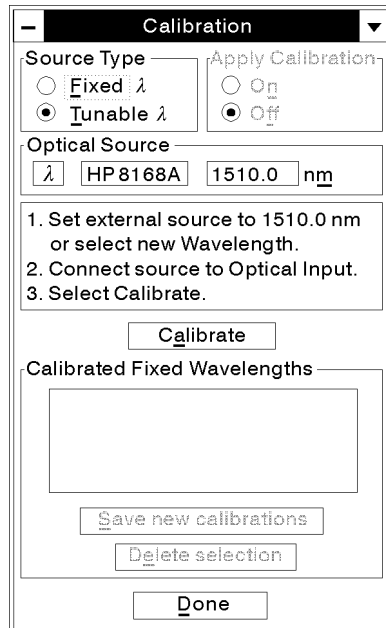 Calibration
Source Type
Fixed λ
Tunable λ
Apply Calibration
On
Off
Optical Source
λ HP 8168A 1510.0 nm
1. Set external source to 1510.0 nm
or select new Wavelength.
2. Connect source to Optical Input.
3. Select Calibrate.
Calibrate
Calibrated Fixed Wavelengths
Save new calibrations
Delete selection
Done